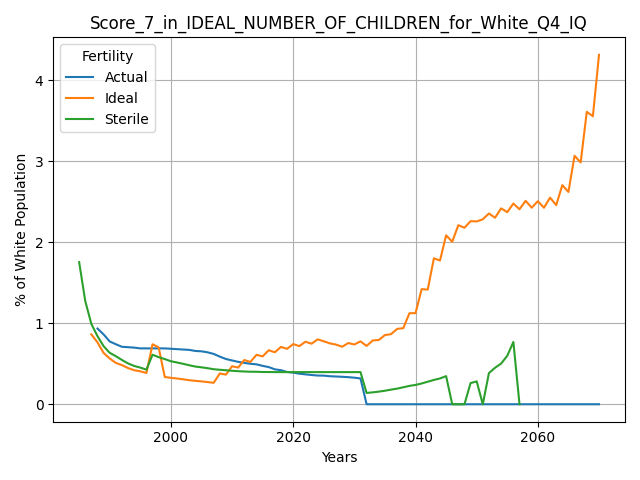 Score_7_in_IDEAL_NUMBER_OF_CHILDREN_for_White_Q4_IQ
Fertility
Actual
Ideal
Sterile
% of White Population
4
3
2
1
0
2000 2020 2040 2060
Years